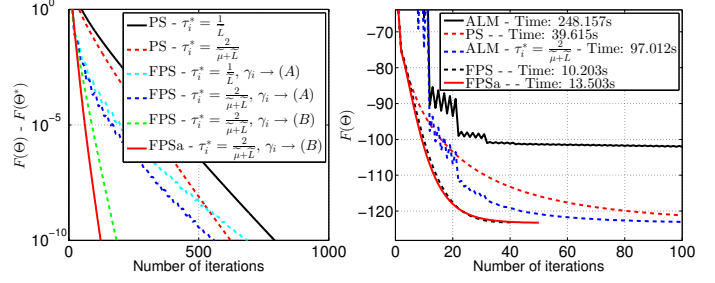 10^0
10^-5
10^-10
F(Θ) - F(Θ*)
PS - τ_i^* = 1/L̃
PS - τ_i^* = 2/(μ̃+L̃)
FPS - τ_i^* = 1/L̃, γ_i → (A)
FPS - τ_i^* = 2/(μ̃+L̃), γ_i → (A)
FPS - τ_i^* = 2/(μ̃+L̃), γ_i → (B)
FPSa - τ_i^* = 2/(μ̃+L̃), γ_i → (B)
0 500 1000
Number of iterations
−70
−80
−90
−100
−110
−120
F(Θ)
ALM - Time: 248.157s
PS - - Time: 39.615s
ALM - τ_i^* = 2/(μ̃+L̃) - Time: 97.012s
FPS - - Time: 10.203s
FPSa - - Time: 13.503s
0 20 40 60 80 100
Number of iterations